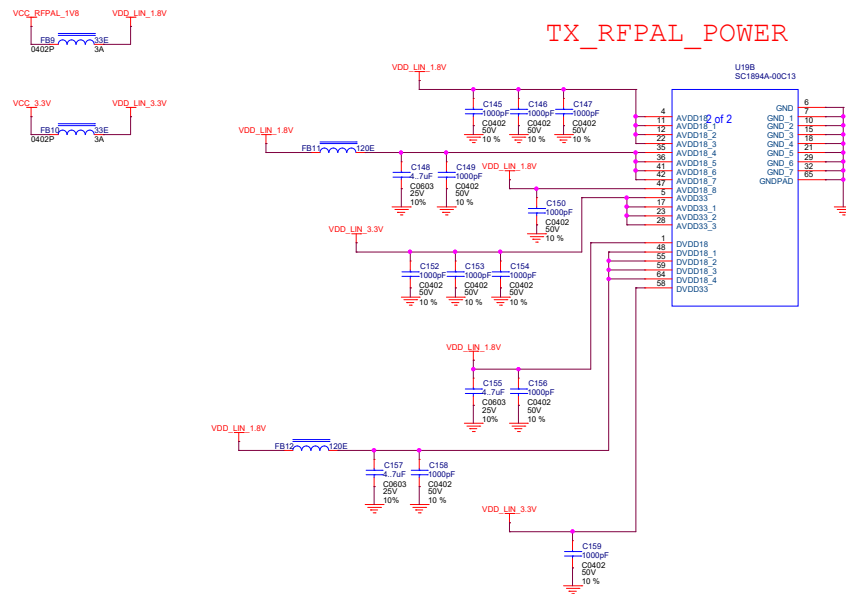 VCC_RFPAL_1V8 VDD_LIN_1.8V
FB9 33E
0402P 3A
TX_RFPAL_POWER
VCC_3.3V VDD_LIN_3.3V
FB10 33E
0402P 3A
U19B
SC1894A-00C13
2 of 2
4 AVDD18
11 AVDD18_1
12 AVDD18_2
22 AVDD18_3
35 AVDD18_4
36 AVDD18_5
41 AVDD18_6
42 AVDD18_7
47 AVDD18_8
5 AVDD33
17 AVDD33_1
23 AVDD33_2
28 AVDD33_3
1 DVDD18
48 DVDD18_1
55 DVDD18_2
59 DVDD18_3
64 DVDD18_4
58 DVDD33
GND 6
GND_1 7
GND_2 10
GND_3 15
GND_4 18
GND_5 21
GND_6 29
GND_7 32
GNDPAD 65
VDD_LIN_1.8V
C145 C146 C147
1000pF 1000pF 1000pF
C0402 C0402 C0402
50V 50V 50V
10 % 10 % 10 %
VDD_LIN_1.8V
FB11 120E
C148 C149
4..7uF 1000pF
C0603 C0402
25V 50V
10 % 10 %
VDD_LIN_1.8V
C150
1000pF
C0402
50V
10 %
VDD_LIN_3.3V
C152 C153 C154
1000pF 1000pF 1000pF
C0402 C0402 C0402
50V 50V 50V
10 % 10 % 10 %
VDD_LIN_1.8V
C155 C156
4..7uF 1000pF
C0603 C0402
25V 50V
10% 10 %
VDD_LIN_1.8V
FB12 120E
C157 C158
4..7uF 1000pF
C0603 C0402
25V 50V
10% 10 %
VDD_LIN_3.3V
C159
1000pF
C0402
50V
10 %